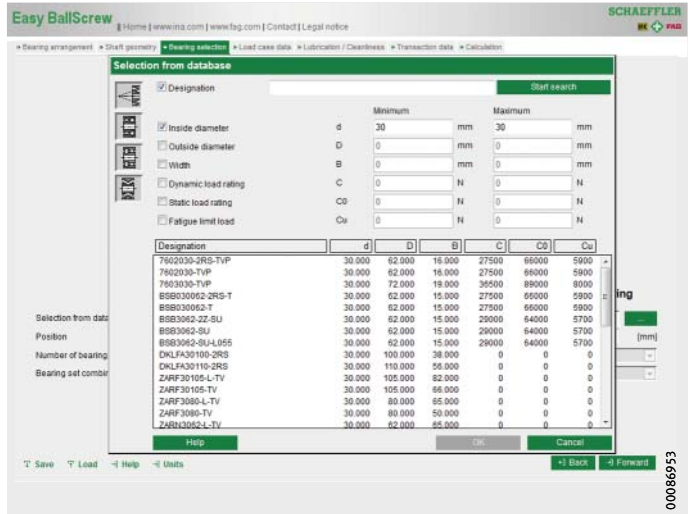 Easy BallScrew
| Home | www.ina.com | www.fag.com | Contact | Legal notice
SCHAEFFLER
FAG
Bearing arrangement Shaft geometry Bearing selection Load case data Lubrication / Cleanliness Transaction data Calculation
Selection from database
Designation Start search
Minimum Maximum
Inside diameter d 30 mm 30 mm
Outside diameter D 0 mm 0 mm
Width B 0 mm 0 mm
Dynamic load rating C 0 N 0 N
Static load rating C0 0 N 0 N
Fatigue limit load Cu 0 N 0 N
Designation d D B C C0 Cu
7602030-2RS-TVP 30.000 62.000 16.000 27500 66000 5900
7602030-TVP 30.000 62.000 16.000 27500 66000 5900
7603030-TVP 30.000 72.000 19.000 36500 89000 8000
BSB030062-2RS-T 30.000 62.000 15.000 27500 66000 5900
BSB030062-T 30.000 62.000 15.000 27500 66000 5900
BSB3062-2Z-SU 30.000 62.000 15.000 29000 64000 5700
BSB3062-SU 30.000 62.000 15.000 29000 64000 5700
BSB3062-SU-L055 30.000 62.000 15.000 29000 64000 5700
DKLFA30100-2RS 30.000 100.000 38.000 0 0 0
DKLFA30110-2RS 30.000 110.000 56.000 0 0 0
ZARF30105-L-TV 30.000 105.000 82.000 0 0 0
ZARF30105-TV 30.000 105.000 66.000 0 0 0
ZARF3080-L-TV 30.000 80.000 65.000 0 0 0
ZARF3080-TV 30.000 80.000 50.000 0 0 0
ZARN3062-L-TV 30.000 62.000 65.000 0 0 0
ing
Selection from data ...
Position [mm]
Number of bearing
Bearing set combin
Help OK Cancel
Save Load Help Units Back Forward
00086953